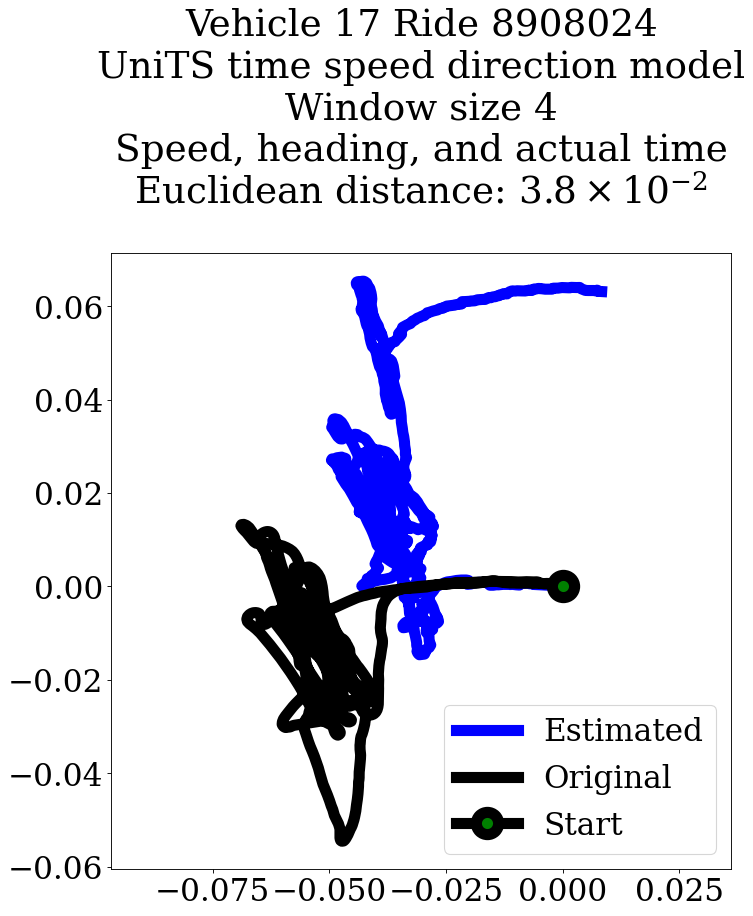 Vehicle 17 Ride 8908024
UniTS time speed direction model
Window size 4
Speed, heading, and actual time
Euclidean distance: 3.8 × 10⁻²
0.06
0.04
0.02
0.00
−0.02
−0.04
−0.06
Estimated
Original
Start
−0.075 −0.050 −0.025 0.000 0.025